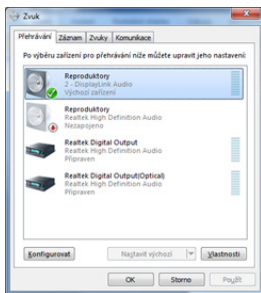 Zvuk
Přehrávání Záznam Zvuky Komunikace
Po výběru zařízení pro přehrávání níže můžete upravit jeho nastavení:
Reproduktory
2 - DisplayLink Audio
Výchozí zařízení
Reproduktory
Realtek High Definition Audio
Nezapojeno
Realtek Digital Output
Realtek High Definition Audio
Připraven
Realtek Digital Output(Optical)
Realtek High Definition Audio
Připraven
Konfigurovat Nastavit výchozí Vlastnosti
OK Storno Použít